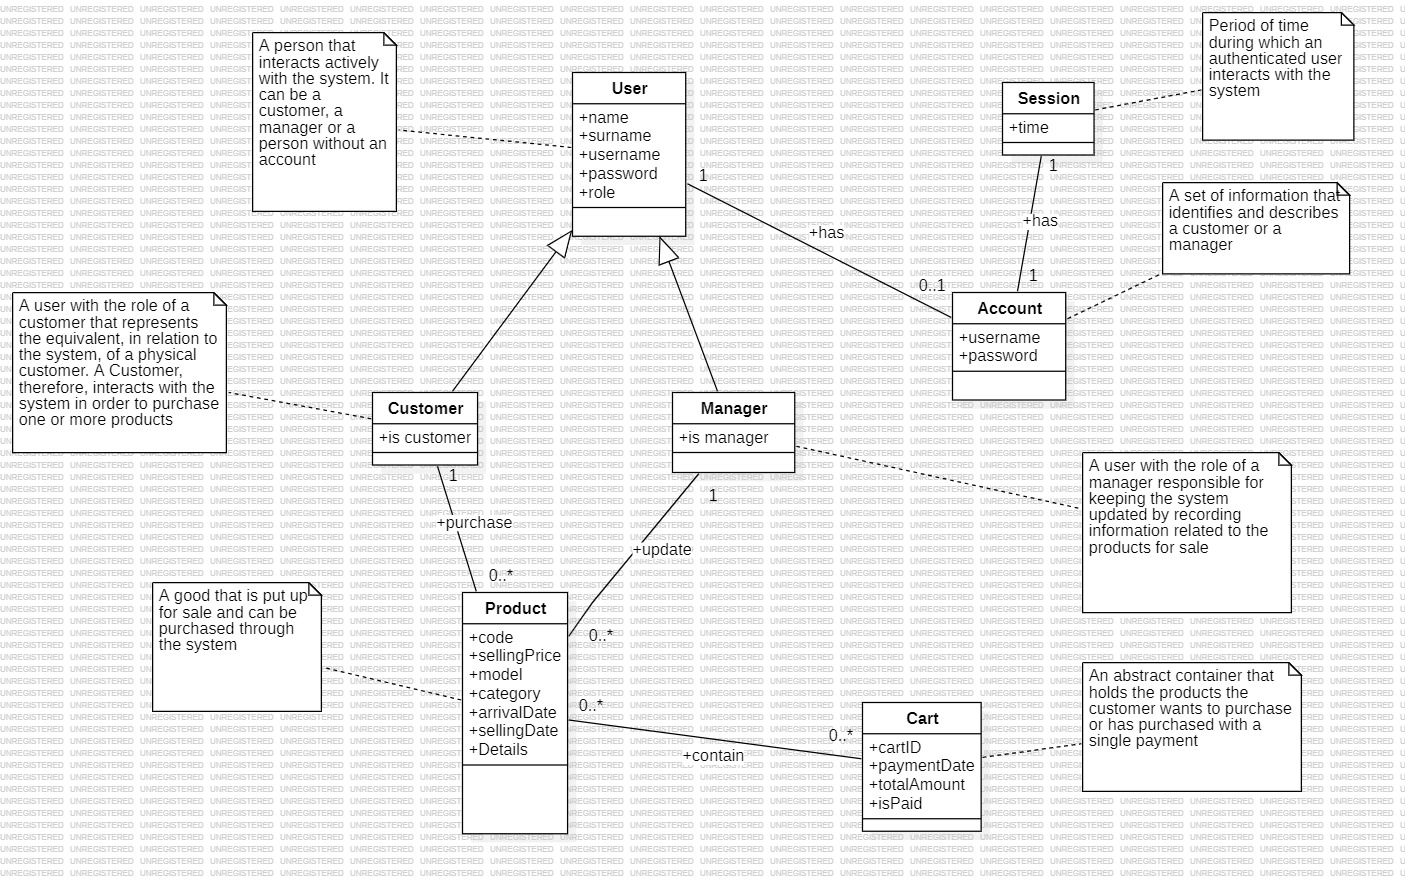 A person that
interacts actively
with the system. It
can be a
customer, a
manager or a
person without an
account
User
+name
+surname
+username
+password
+role
Session
+time
Period of time
during which an
authenticated user
interacts with the
system
1
+has
0..1
1
+has
1
A set of information that
identifies and describes
a customer or a
manager
Account
+username
+password
A user with the role of a
customer that represents
the equivalent, in relation to
the system, of a physical
customer. A Customer,
therefore, interacts with the
system in order to purchase
one or more products
Customer
+is customer
Manager
+is manager
A user with the role of a
manager responsible for
keeping the system
updated by recording
information related to the
products for sale
1
+purchase
0..*
1
+update
0..*
A good that is put up
for sale and can be
purchased through
the system
Product
+code
+sellingPrice
+model
+category
+arrivalDate
+sellingDate
+Details
0..*
+contain
0..*
Cart
+cartID
+paymentDate
+totalAmount
+isPaid
An abstract container that
holds the products the
customer wants to purchase
or has purchased with a
single payment
UNREGISTERED